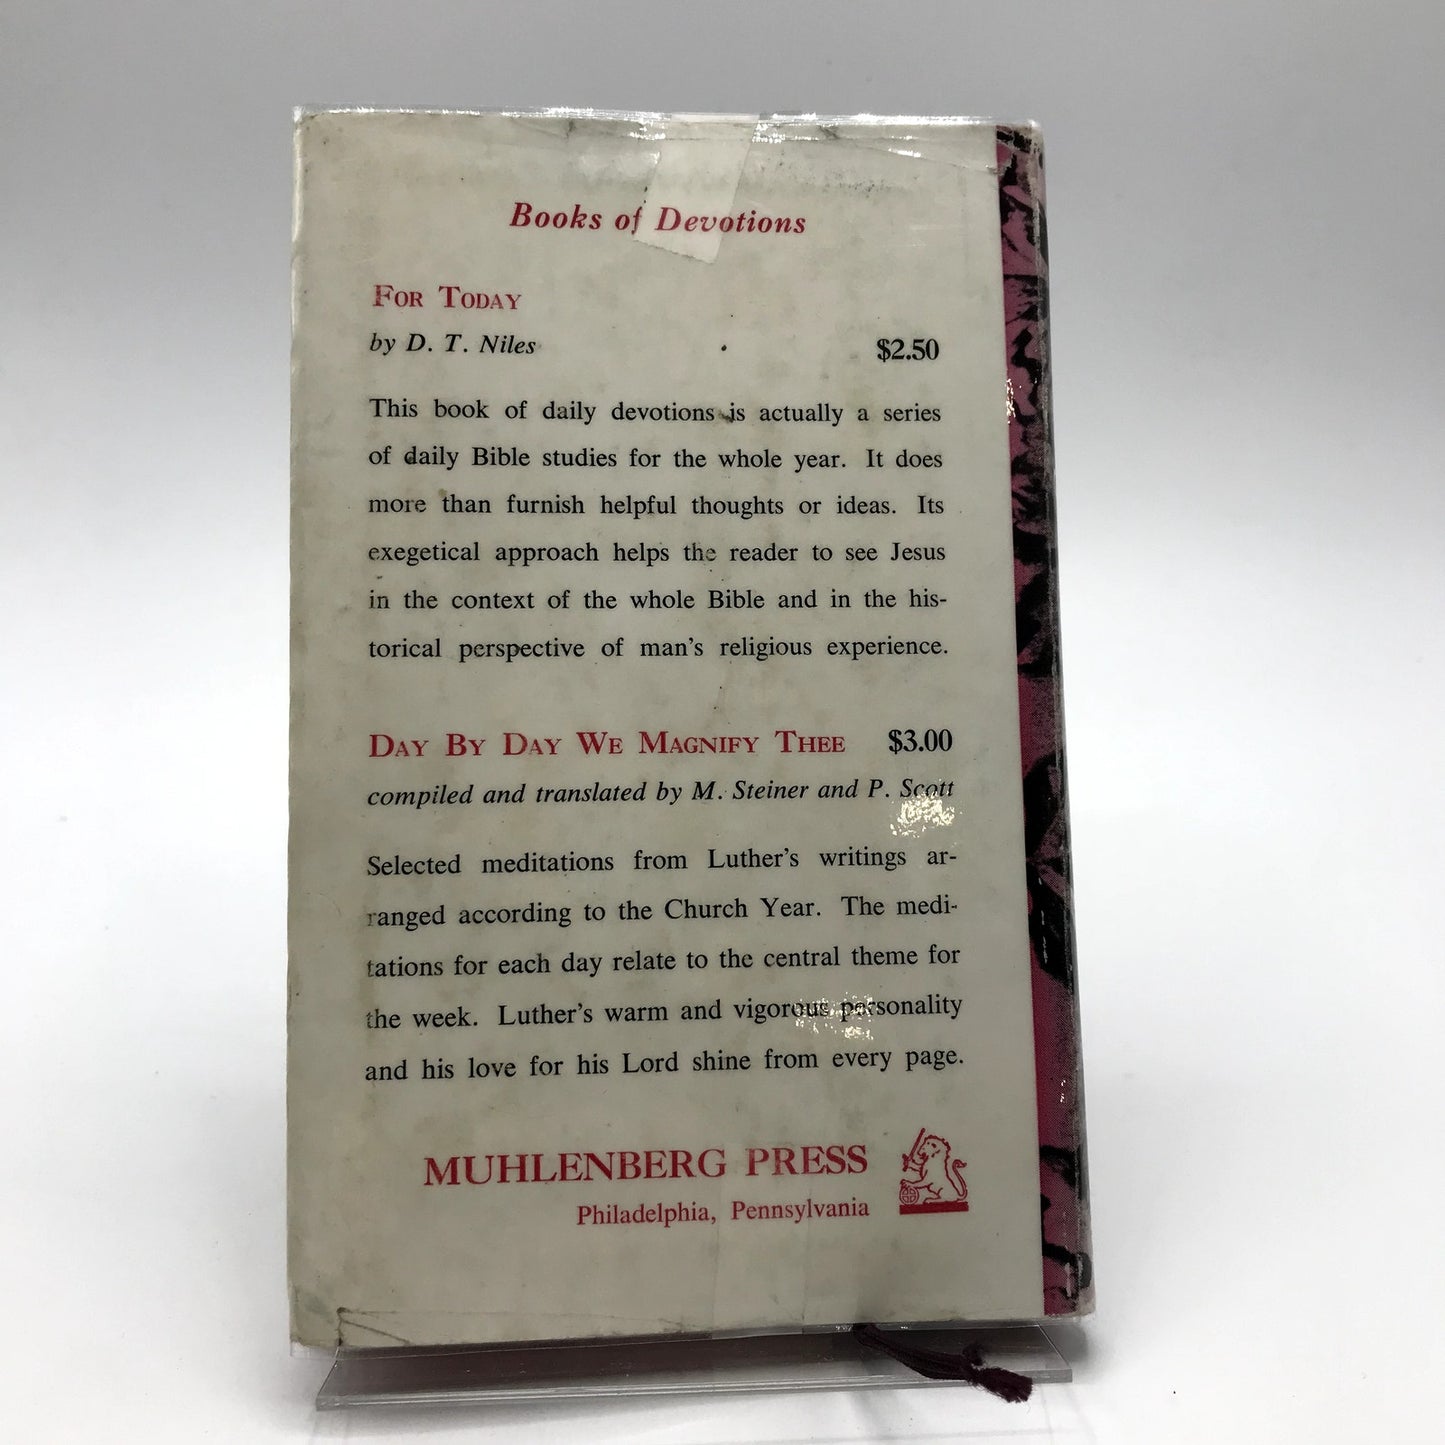 Books of Devotions
FOR TODAY
by D. T. Niles $2.50
This book of daily devotions is actually a series
of daily Bible studies for the whole year. It does
more than furnish helpful thoughts or ideas. Its
exegetical approach helps the reader to see Jesus
in the context of the whole Bible and in the his-
torical perspective of man's religious experience.
DAY BY DAY WE MAGNIFY THEE $3.00
compiled and translated by M. Steiner and P. Scott
Selected meditations from Luther's writings ar-
ranged according to the Church Year. The medi-
tations for each day relate to the central theme for
the week. Luther's warm and vigorous personality
and his love for his Lord shine from every page.
MUHLENBERG PRESS
Philadelphia, Pennsylvania